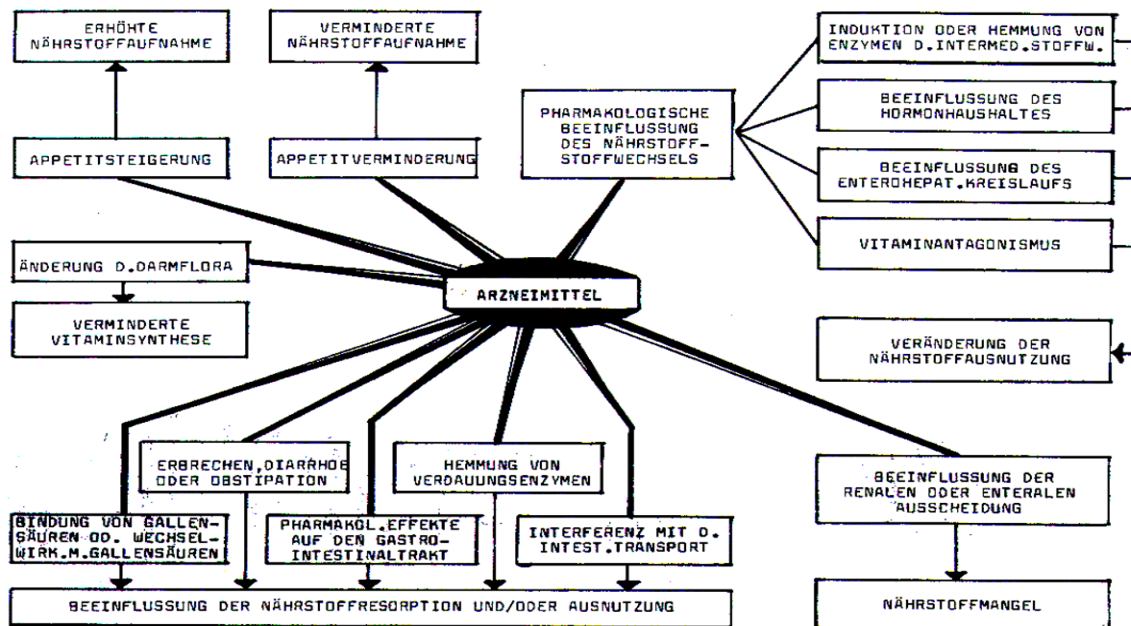 ERHÖHTE
NÄHRSTOFFAUFNAHME
VERMINDERTE
NÄHRSTOFFAUFNAHME
INDUKTION ODER HEMMUNG VON
ENZYMEN D.INTERMED.STOFFW.
PHARMAKOLOGISCHE
BEEINFLUSSUNG
DES NÄHRSTOFF-
STOFFWECHSELS
BEEINFLUSSUNG DES
HORMONHAUSHALTES
APPETITSTEIGERUNG
APPETITVERMINDERUNG
BEEINFLUSSUNG DES
ENTEROHEPAT.KREISLAUFS
VITAMINANTAGONISMUS
ÄNDERUNG D.DARMFLORA
ARZNEIMITTEL
VERMINDERTE
VITAMINSYNTHESE
VERÄNDERUNG DER
NÄHRSTOFFAUSNUTZUNG
ERBRECHEN,DIARRHOE
ODER OBSTIPATION
HEMMUNG VON
VERDAUUNGSENZYMEN
BEEINFLUSSUNG DER
RENALEN ODER ENTERALEN
AUSSCHEIDUNG
BINDUNG VON GALLEN-
SÄUREN OD. WECHSEL-
WIRK.M.GALLENSÄUREN
PHARMAKOL.EFFEKTE
AUF DEN GASTRO-
INTESTINALTRAKT
INTERFERENZ MIT D.
INTEST.TRANSPORT
BEEINFLUSSUNG DER NÄHRSTOFFRESORPTION UND/ODER AUSNUTZUNG
NÄHRSTOFFMANGEL